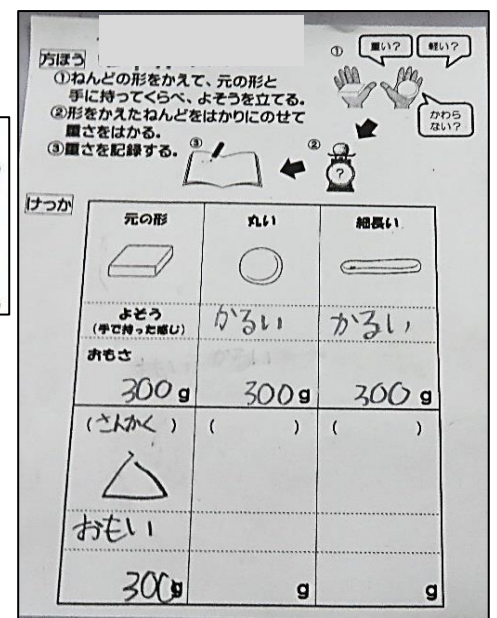 方ほう
①ねんどの形をかえて、元の形と
手に持ってくらべ、よそうを立てる。
②形をかえたねんどをはかりにのせて
重さをはかる。
③重さを記録する。
① 重い？ 軽い？
かわら
ない？
② ?
③
けっか
元の形 丸い 細長い
よそう
(手で持った感じ) かるい かるい
おもさ
300g 300g 300g
(さんかく) ( ) ( )
おもい
300g g g